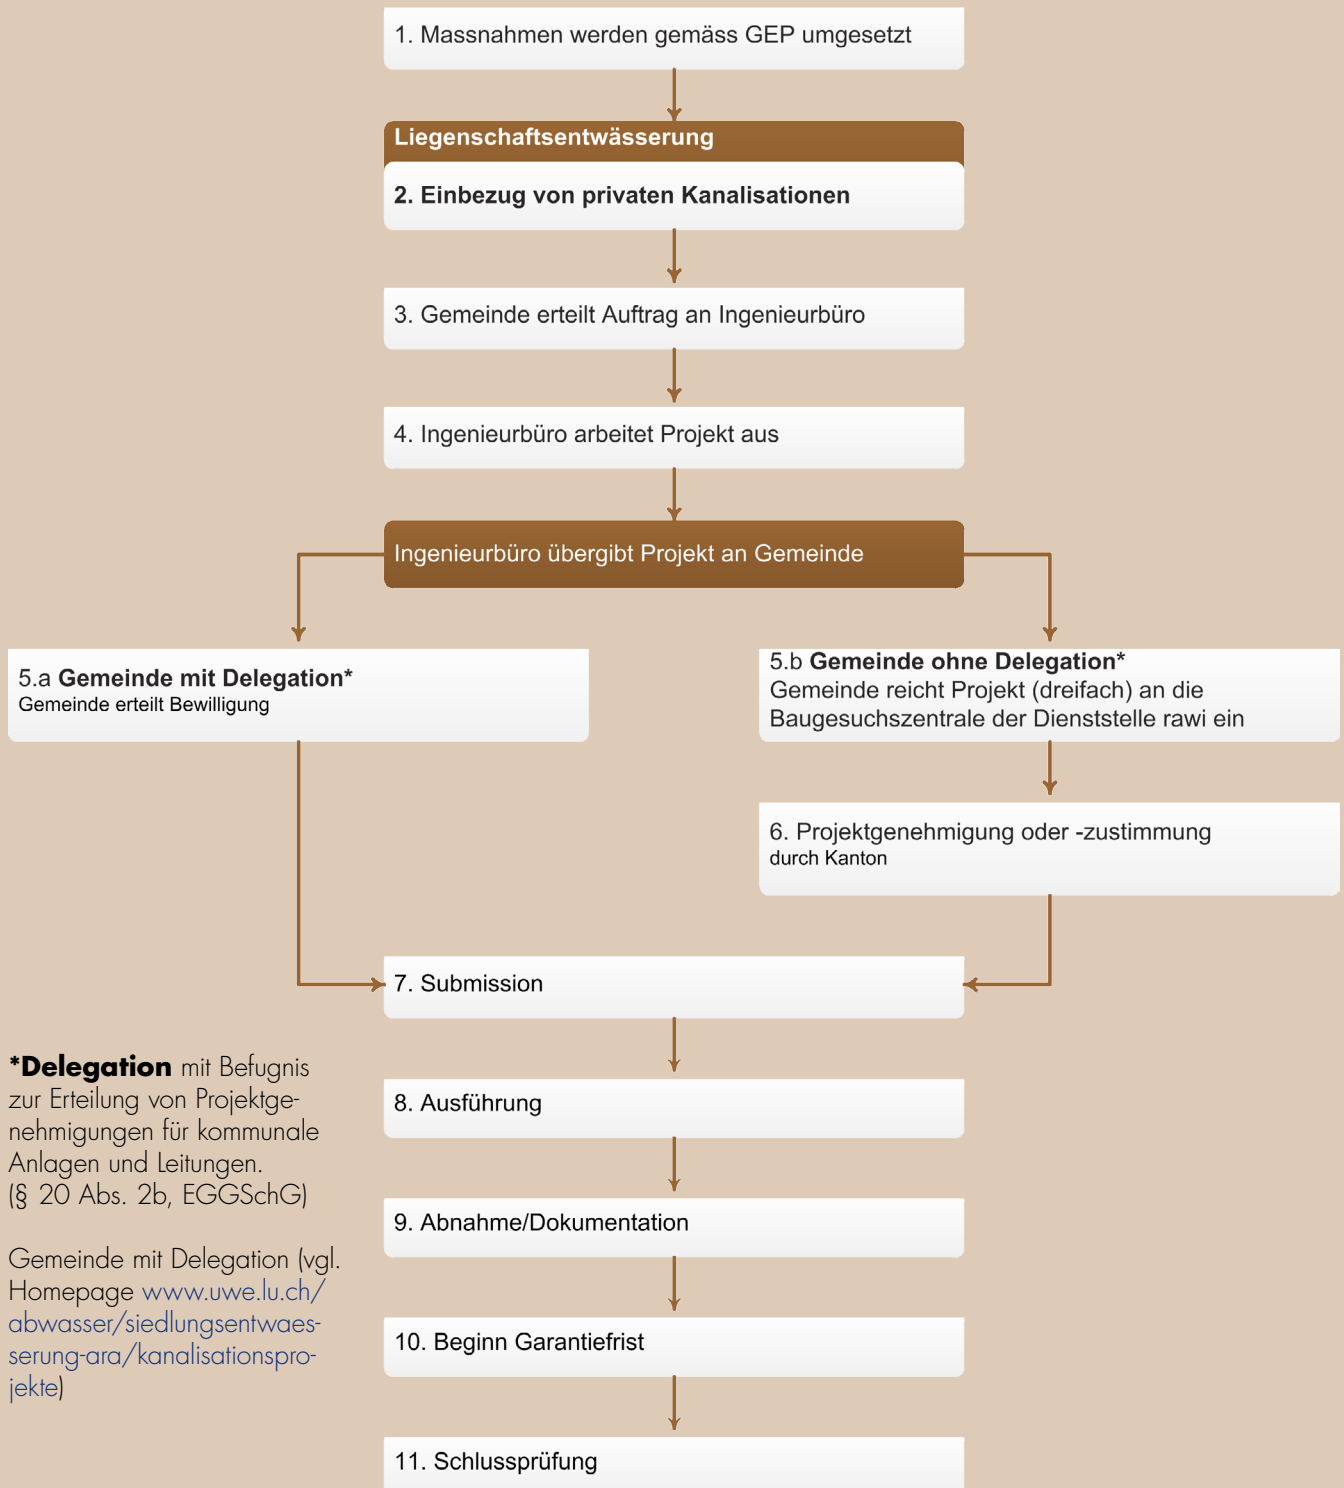 1. Massnahmen werden gemäss GEP umgesetzt
Liegenschaftsentwässerung
2. Einbezug von privaten Kanalisationen
3. Gemeinde erteilt Auftrag an Ingenieurbüro
4. Ingenieurbüro arbeitet Projekt aus
Ingenieurbüro übergibt Projekt an Gemeinde
5.a Gemeinde mit Delegation*
Gemeinde erteilt Bewilligung
5.b Gemeinde ohne Delegation*
Gemeinde reicht Projekt (dreifach) an die
Baugesuchszentrale der Dienststelle rawi ein
6. Projektgenehmigung oder -zustimmung
durch Kanton
7. Submission
8. Ausführung
9. Abnahme/Dokumentation
10. Beginn Garantiefrist
11. Schlussprüfung
*Delegation mit Befugnis
zur Erteilung von Projektge-
nehmigungen für kommunale
Anlagen und Leitungen.
(§ 20 Abs. 2b, EGGSchG)
Gemeinde mit Delegation (vgl.
Homepage www.uwe.lu.ch/
abwasser/siedlungsentwaes-
serung-ara/kanalisationspro-
jekte)